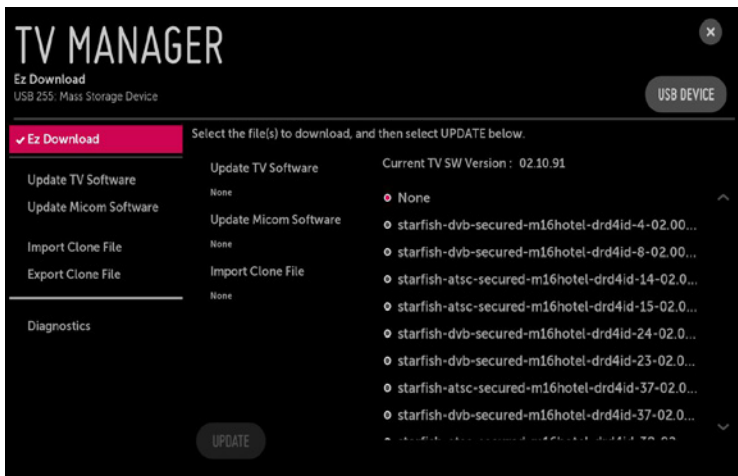 TV MANAGER
Ez Download
USB 255: Mass Storage Device
USB DEVICE
Ez Download
Update TV Software
Update Micom Software
Import Clone File
Export Clone File
Diagnostics
Select the file(s) to download, and then select UPDATE below.
Update TV Software
None
Update Micom Software
None
Import Clone File
None
UPDATE
Current TV SW Version : 02.10.91
None
starfish-dvb-secured-m16hotel-drd4id-4-02.00...
starfish-dvb-secured-m16hotel-drd4id-8-02.00...
starfish-atsc-secured-m16hotel-drd4id-14-02.0...
starfish-atsc-secured-m16hotel-drd4id-15-02.0...
starfish-dvb-secured-m16hotel-drd4id-24-02.0...
starfish-dvb-secured-m16hotel-drd4id-23-02.0...
starfish-atsc-secured-m16hotel-drd4id-37-02.0...
starfish-dvb-secured-m16hotel-drd4id-37-02.0...